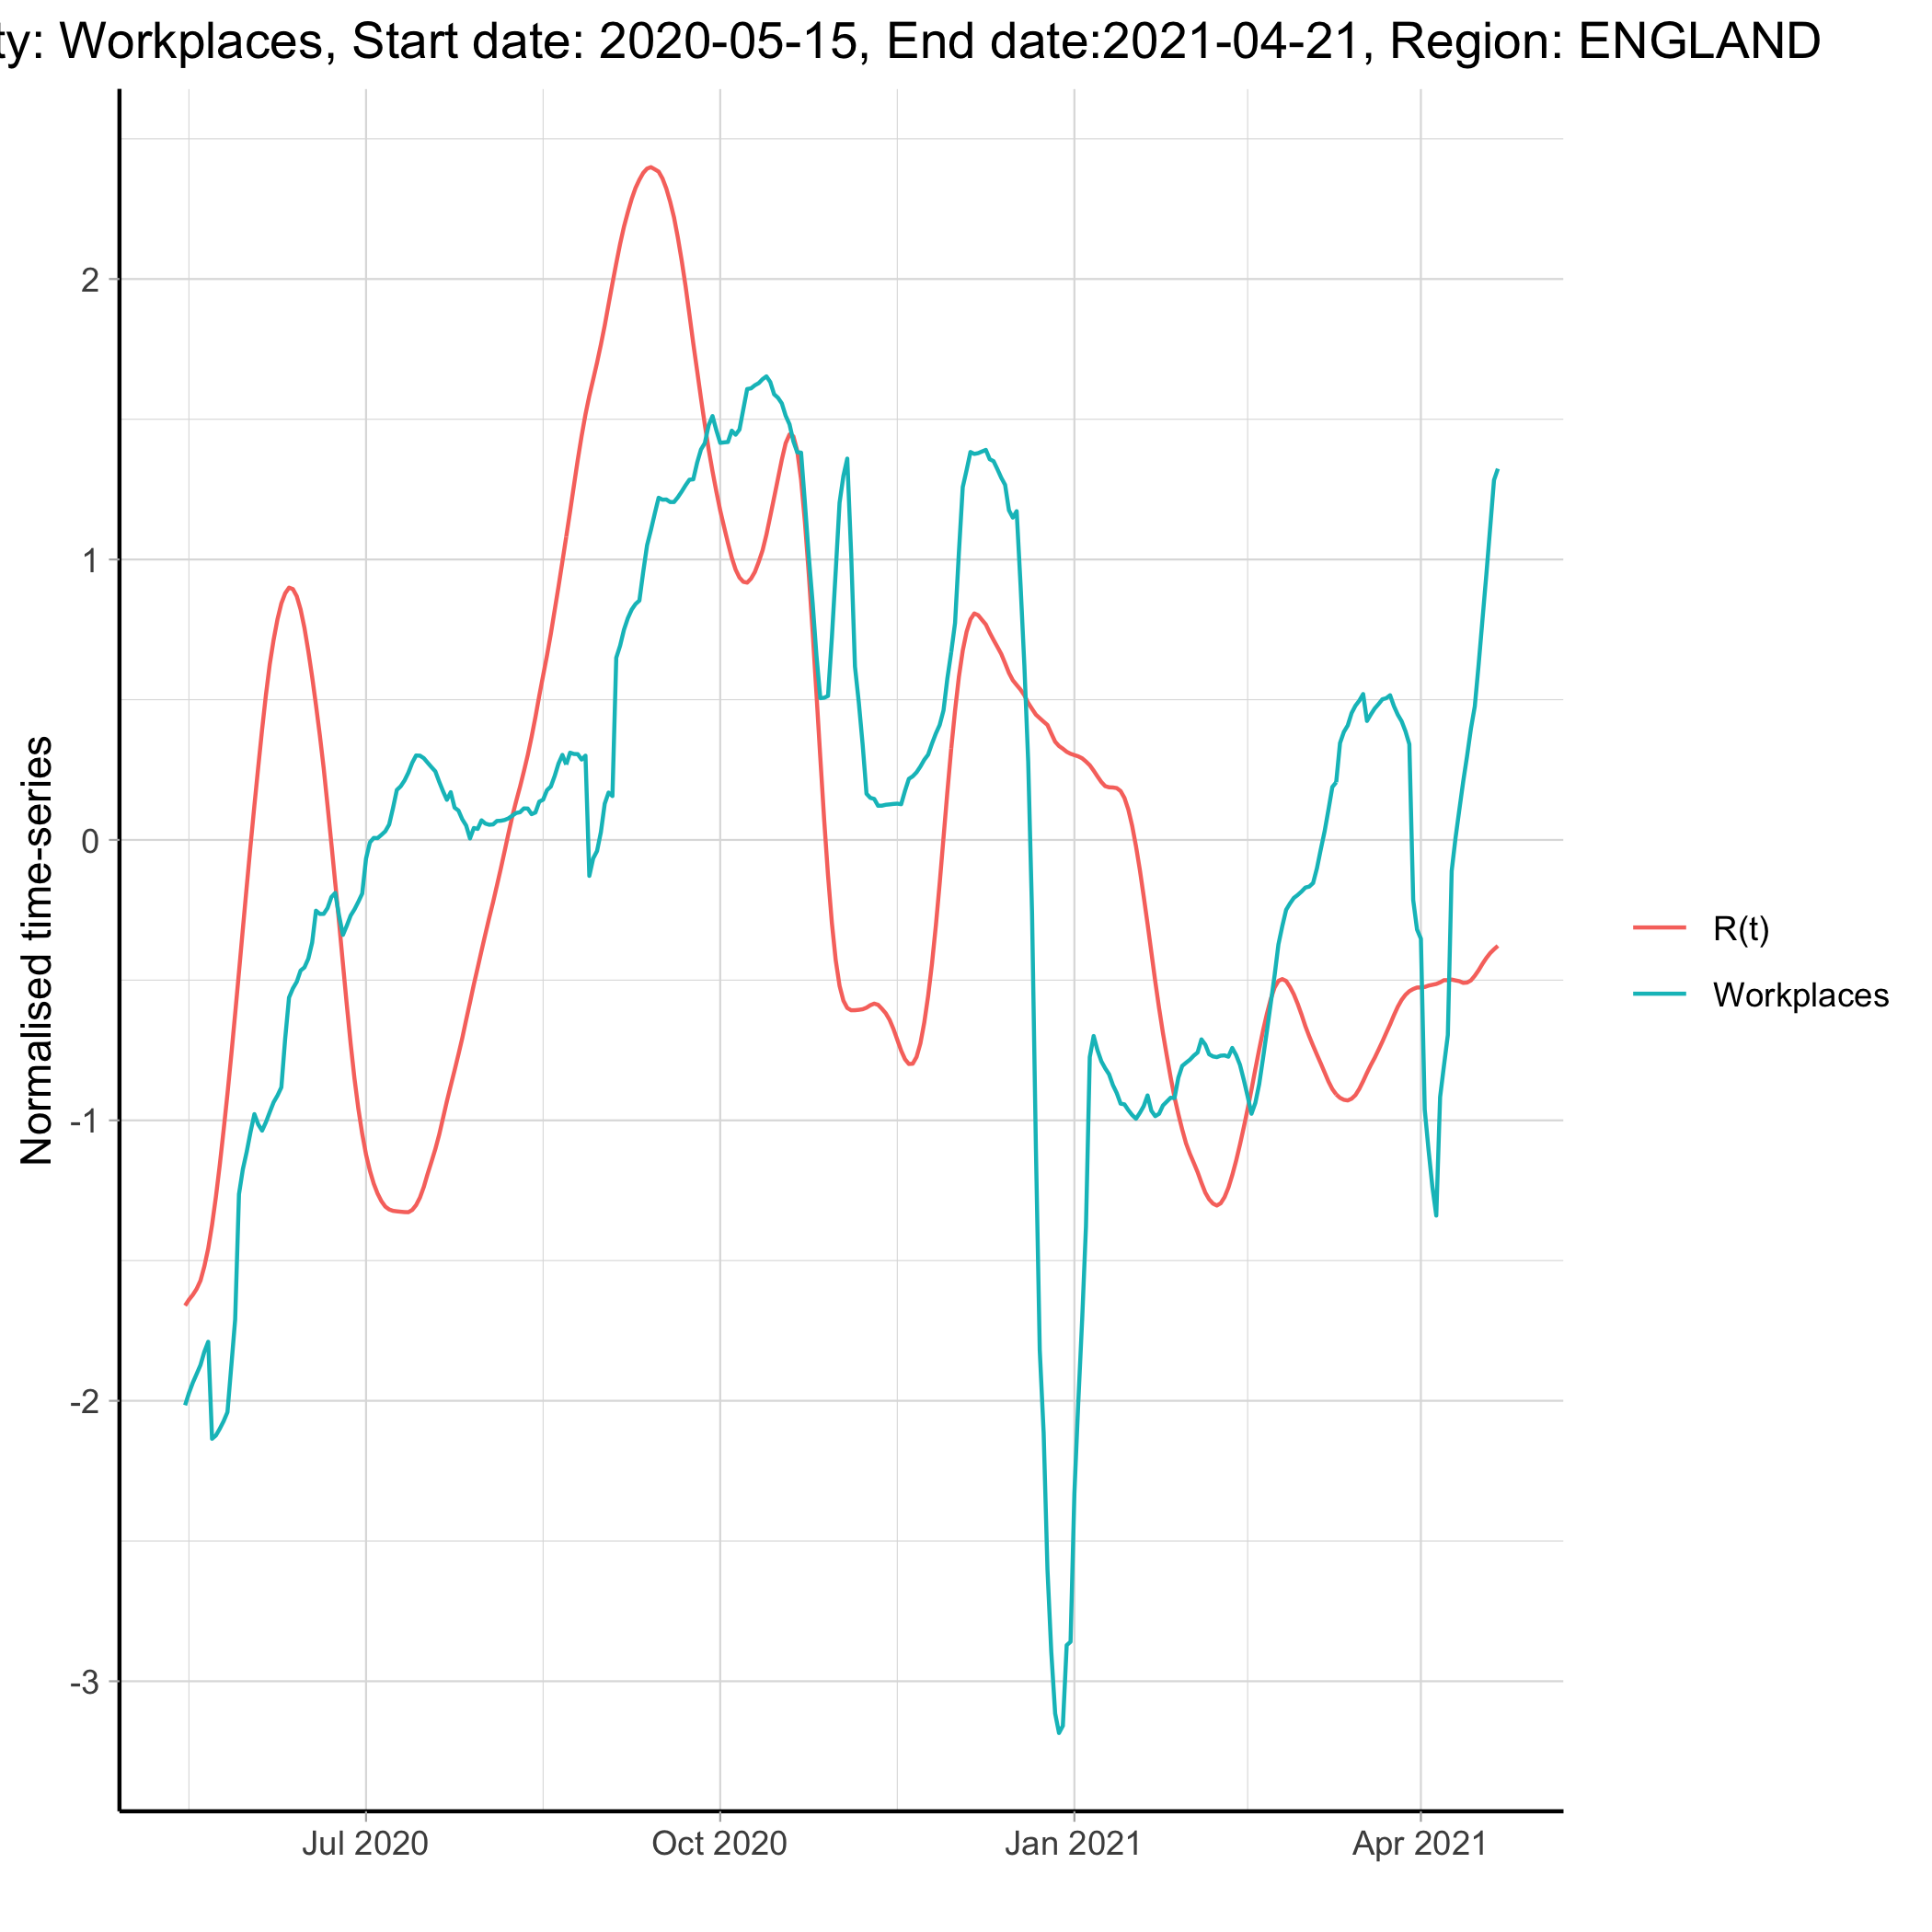 ty: Workplaces, Start date: 2020-05-15, End date:2021-04-21, Region: ENGLAND
Normalised time-series
2
1
0
-1
-2
-3
Jul 2020
Oct 2020
Jan 2021
Apr 2021
R(t)
Workplaces